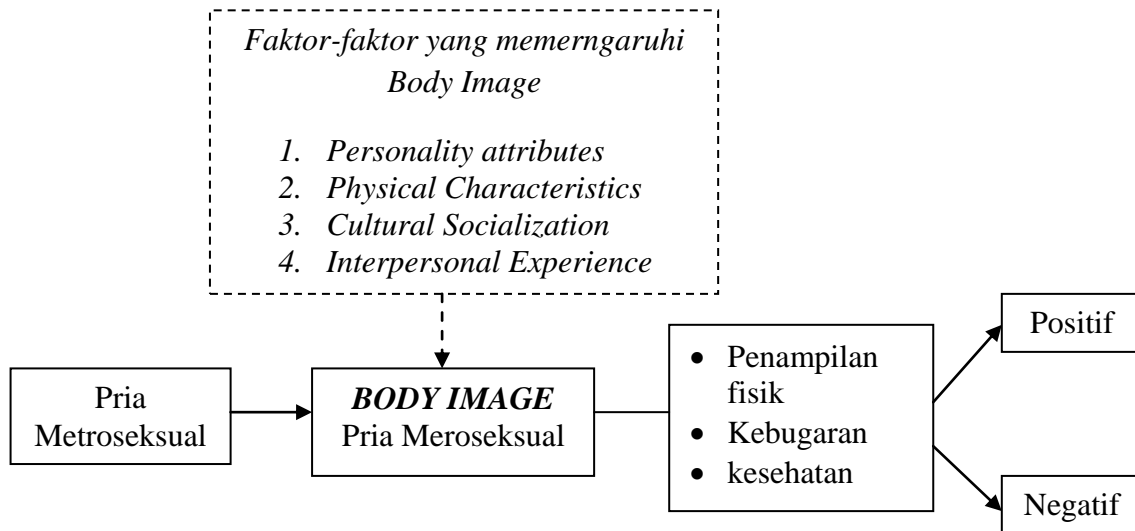 Faktor-faktor yang memerngaruhi
Body Image
1. Personality attributes
2. Physical Characteristics
3. Cultural Socialization
4. Interpersonal Experience
Pria
Metroseksual
BODY IMAGE
Pria Meroseksual
• Penampilan
fisik
• Kebugaran
• kesehatan
Positif
Negatif